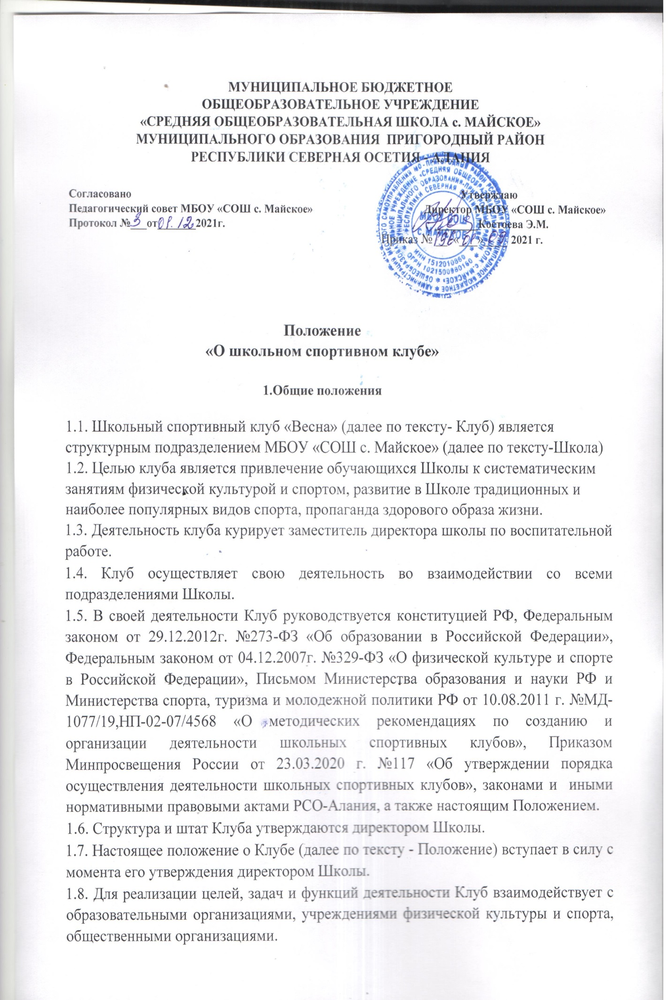 МУНИЦИПАЛЬНОЕ БЮДЖЕТНОЕ
ОБЩЕОБРАЗОВАТЕЛЬНОЕ УЧРЕЖДЕНИЕ
«СРЕДНЯЯ ОБЩЕОБРАЗОВАТЕЛЬНАЯ ШКОЛА с. МАЙСКОЕ»
МУНИЦИПАЛЬНОГО ОБРАЗОВАНИЯ ПРИГОРОДНЫЙ РАЙОН
РЕСПУБЛИКИ СЕВЕРНАЯ ОСЕТИЯ - АЛАНИЯ
Согласовано
Педагогический совет МБОУ «СОШ с. Майское»
Протокол № 3 от 01.12 2021г.
Утверждаю
Директор МБОУ «СОШ с. Майское»
Костоева Э.М.
Приказ № 196 « 01 » 09 2021 г.
МБОУ СОШ
с. МАЙСКОЕ
ИНН 1512010860
ОГРН 1021500980160
Положение
«О школьном спортивном клубе»
1.Общие положения
1.1. Школьный спортивный клуб «Весна» (далее по тексту- Клуб) является
структурным подразделением МБОУ «СОШ с. Майское» (далее по тексту-Школа)
1.2. Целью клуба является привлечение обучающихся Школы к систематическим
занятиям физической культурой и спортом, развитие в Школе традиционных и
наиболее популярных видов спорта, пропаганда здорового образа жизни.
1.3. Деятельность клуба курирует заместитель директора школы по воспитательной
работе.
1.4. Клуб осуществляет свою деятельность во взаимодействии со всеми
подразделениями Школы.
1.5. В своей деятельности Клуб руководствуется конституцией РФ, Федеральным
законом от 29.12.2012г. №273-ФЗ «Об образовании в Российской Федерации»,
Федеральным законом от 04.12.2007г. №329-ФЗ «О физической культуре и спорте
в Российской Федерации», Письмом Министерства образования и науки РФ и
Министерства спорта, туризма и молодежной политики РФ от 10.08.2011 г. №МД-
1077/19,НП-02-07/4568 «О методических рекомендациях по созданию и
организации деятельности школьных спортивных клубов», Приказом
Минпросвещения России от 23.03.2020 г. №117 «Об утверждении порядка
осуществления деятельности школьных спортивных клубов», законами и иными
нормативными правовыми актами РСО-Алания, а также настоящим Положением.
1.6. Структура и штат Клуба утверждаются директором Школы.
1.7. Настоящее положение о Клубе (далее по тексту - Положение) вступает в силу с
момента его утверждения директором Школы.
1.8. Для реализации целей, задач и функций деятельности Клуб взаимодействует с
образовательными организациями, учреждениями физической культуры и спорта,
общественными организациями.